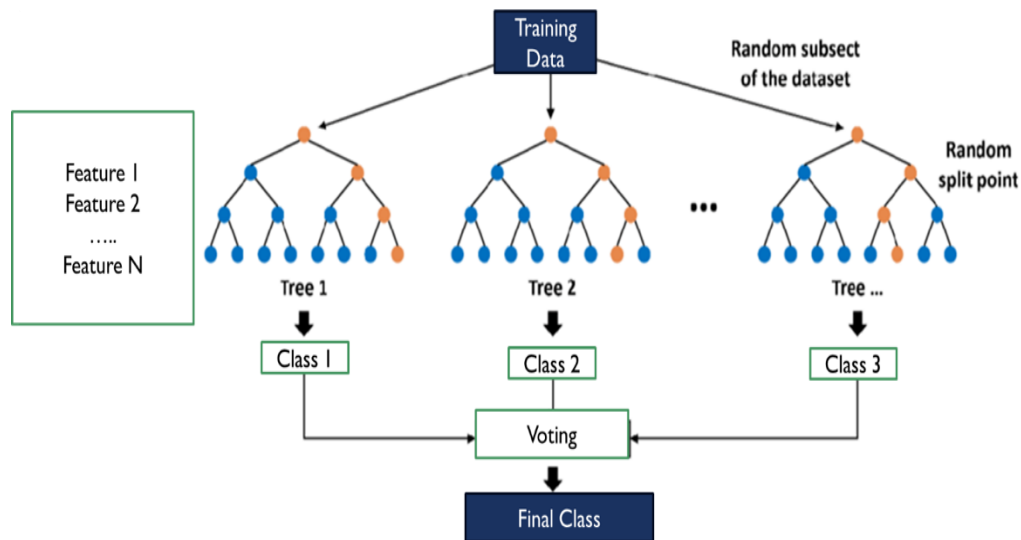 Training
Data
Random subsect
of the dataset
Feature 1
Feature 2
…..
Feature N
Random
split point
...
Tree 1
Tree 2
Tree ...
Class 1
Class 2
Class 3
Voting
Final Class